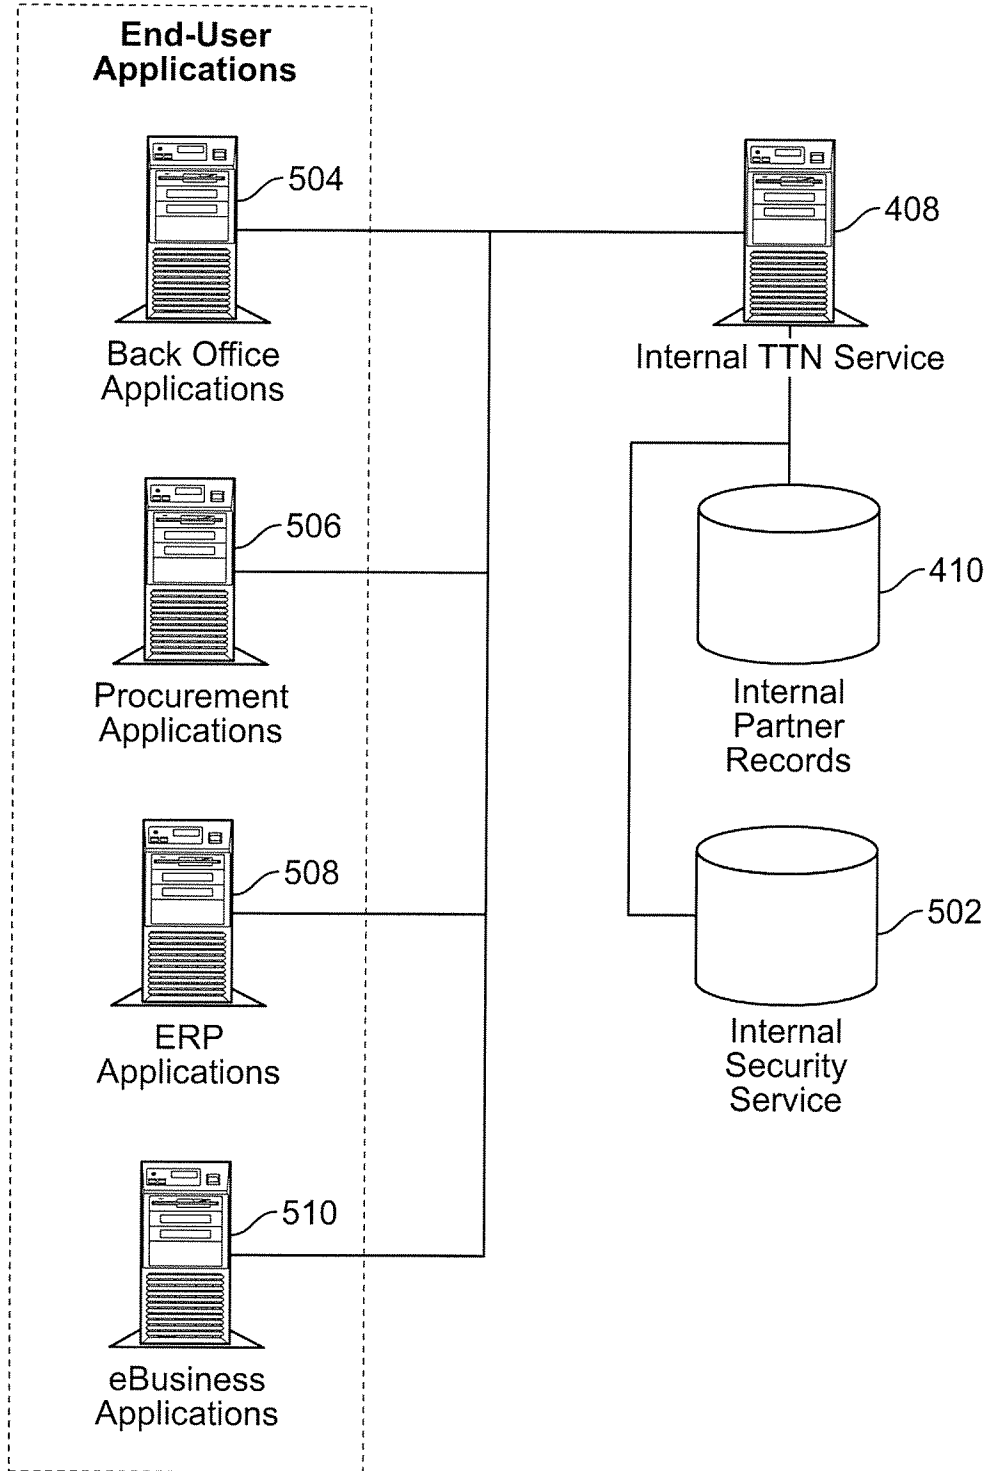 End-User
Applications
504
Back Office
Applications
408
Internal TTN Service
506
Procurement
Applications
410
Internal
Partner
Records
508
ERP
Applications
502
Internal
Security
Service
510
eBusiness
Applications